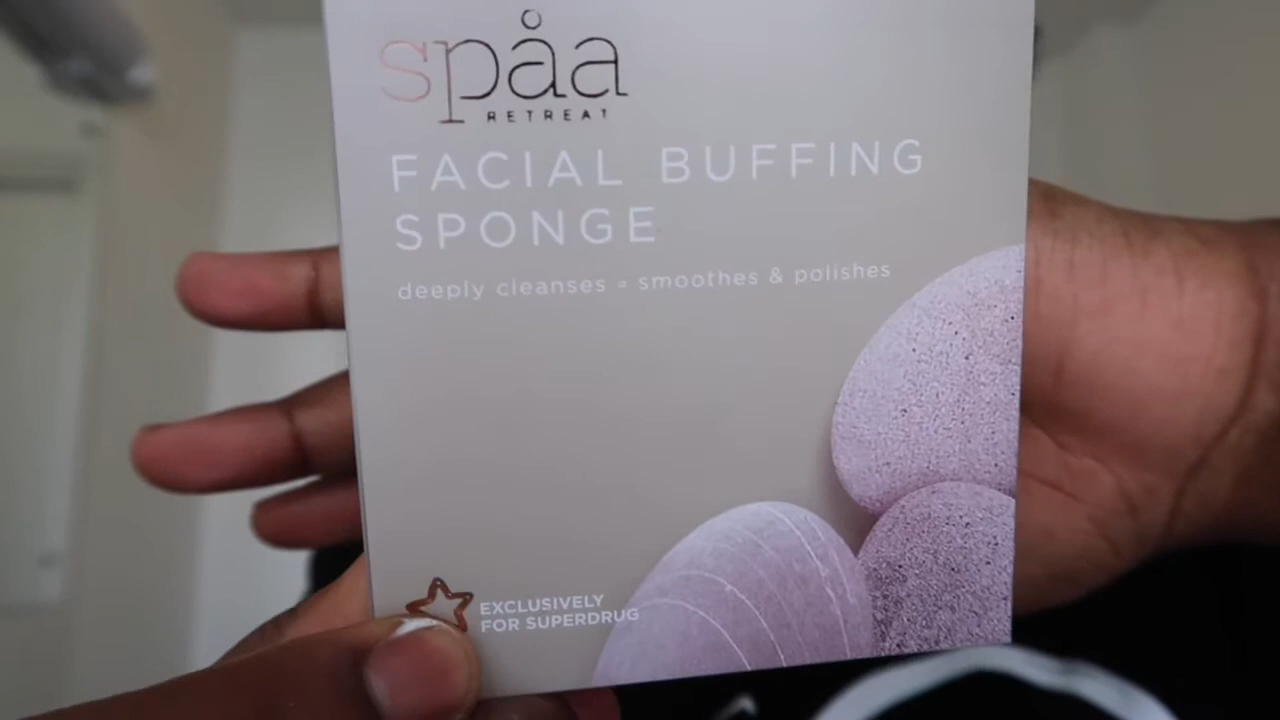 spåa
RETREAT
FACIAL BUFFING
SPONGE
deeply cleanses - smoothes & polishes
EXCLUSIVELY
FOR SUPERDRUG